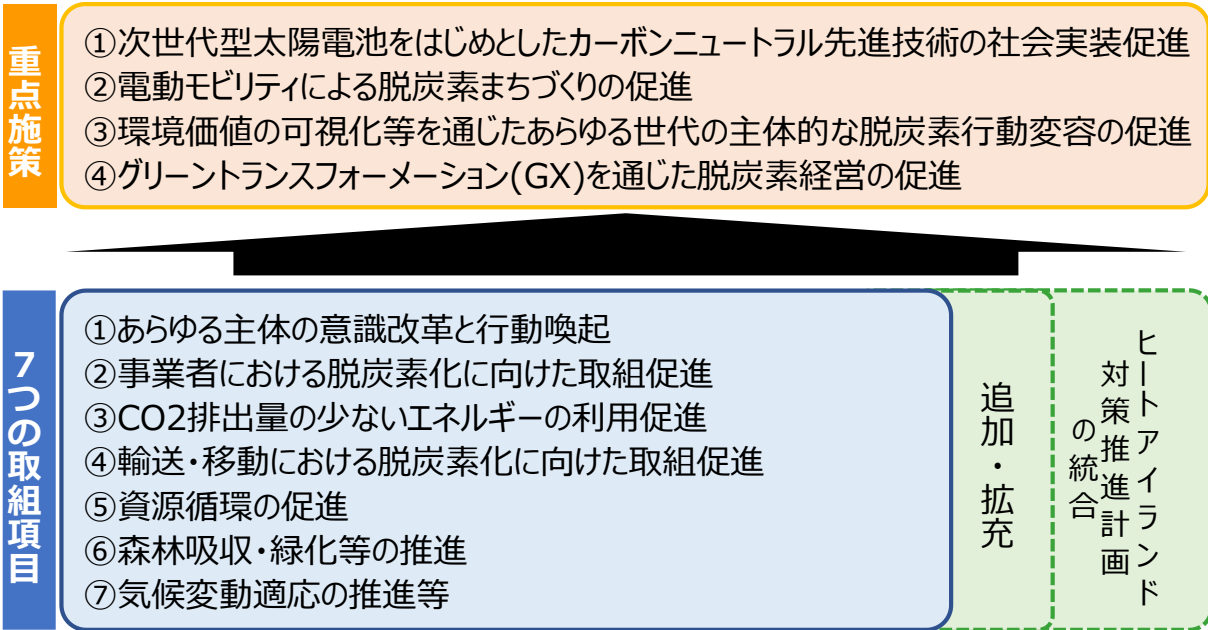 重点施策
①次世代型太陽電池をはじめとしたカーボンニュートラル先進技術の社会実装促進
②電動モビリティによる脱炭素まちづくりの促進
③環境価値の可視化等を通じたあらゆる世代の主体的な脱炭素行動変容の促進
④グリーントランスフォーメーション(GX)を通じた脱炭素経営の促進
7つの取組項目
①あらゆる主体の意識改革と行動喚起
②事業者における脱炭素化に向けた取組促進
③CO2排出量の少ないエネルギーの利用促進
④輸送・移動における脱炭素化に向けた取組促進
⑤資源循環の促進
⑥森林吸収・緑化等の推進
⑦気候変動適応の推進等
追加・拡充
ヒートアイランド
対策推進計画
の統合